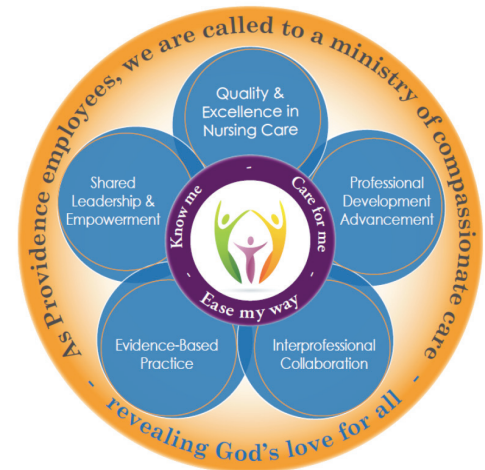 As Providence employees, we are called to a ministry of compassionate care
- revealing God's love for all -
Quality &
Excellence in
Nursing Care
Professional
Development
Advancement
Interprofessional
Collaboration
Evidence-Based
Practice
Shared
Leadership &
Empowerment
Know me - Care for me - Ease my way -